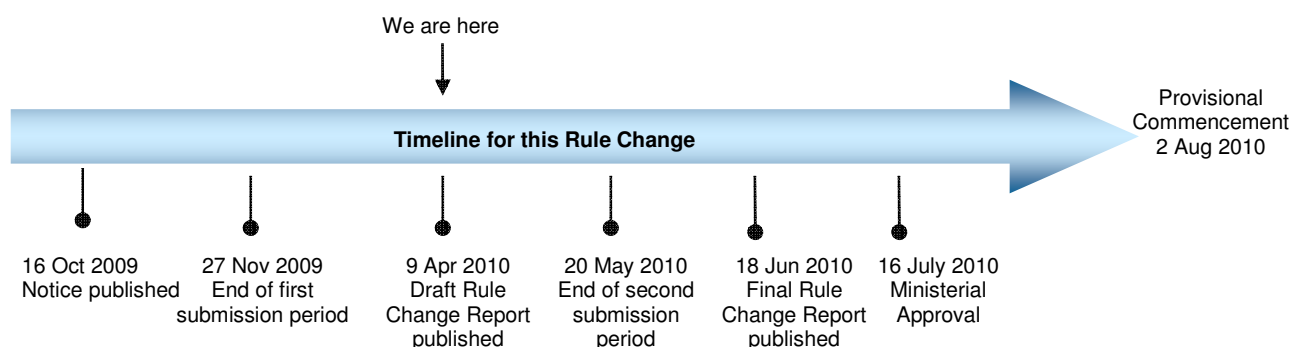 We are here
Timeline for this Rule Change
Provisional
Commencement
2 Aug 2010
16 Oct 2009
Notice published
27 Nov 2009
End of first
submission period
9 Apr 2010
Draft Rule
Change Report
published
20 May 2010
End of second
submission
period
18 Jun 2010
Final Rule
Change Report
published
16 July 2010
Ministerial
Approval